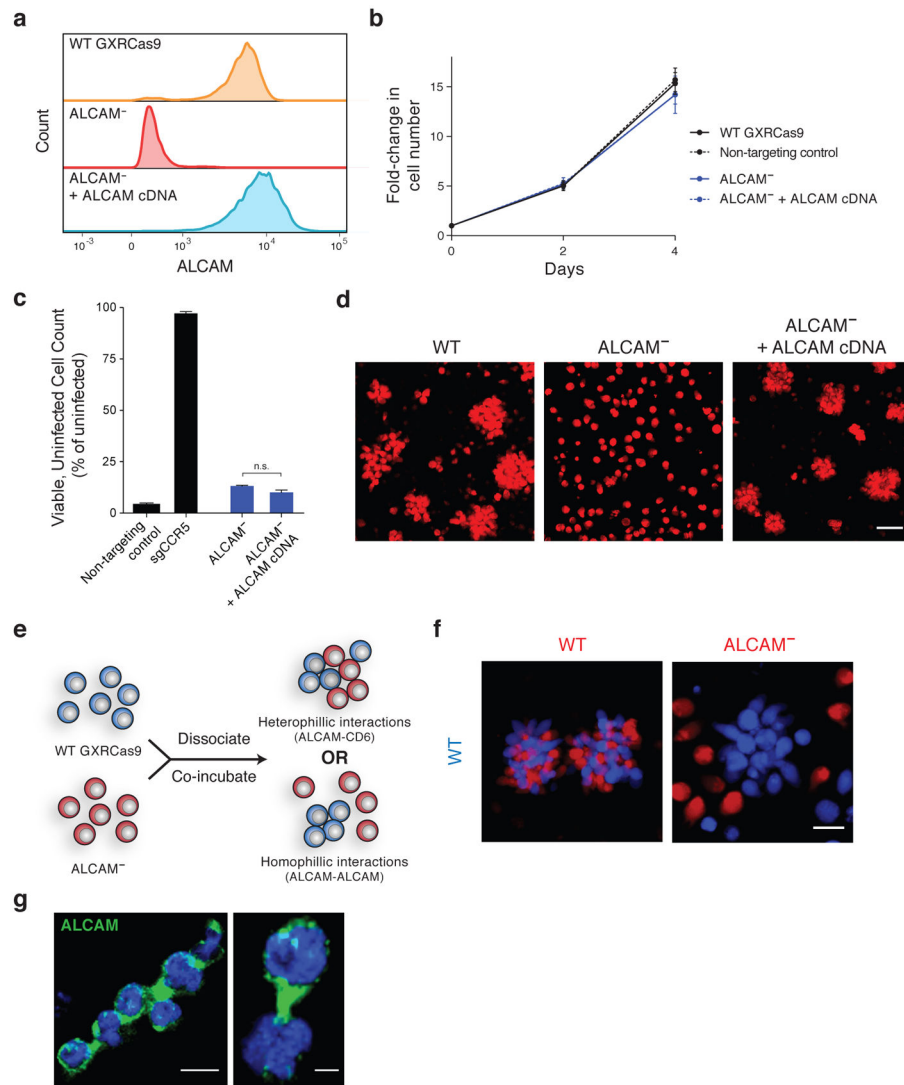 a
WT GXRCas9
ALCAM⁻
ALCAM⁻
+ ALCAM cDNA
Count
-10⁻³
0
10³
10⁴
10⁵
ALCAM
b
Fold-change in
cell number
15
10
5
0
0
2
4
Days
WT GXRCas9
Non-targeting control
ALCAM⁻
ALCAM⁻ + ALCAM cDNA
c
Viable, Uninfected Cell Count
(% of uninfected)
100
75
50
25
0
n.s.
Non-targeting
control
sgCCR5
ALCAM⁻
ALCAM⁻
+ ALCAM cDNA
d
WT
ALCAM⁻
ALCAM⁻
+ ALCAM cDNA
e
WT GXRCas9
ALCAM⁻
Dissociate
Co-incubate
Heterophillic interactions
(ALCAM-CD6)
OR
Homophillic interactions
(ALCAM-ALCAM)
f
WT
ALCAM⁻
WT
g
ALCAM